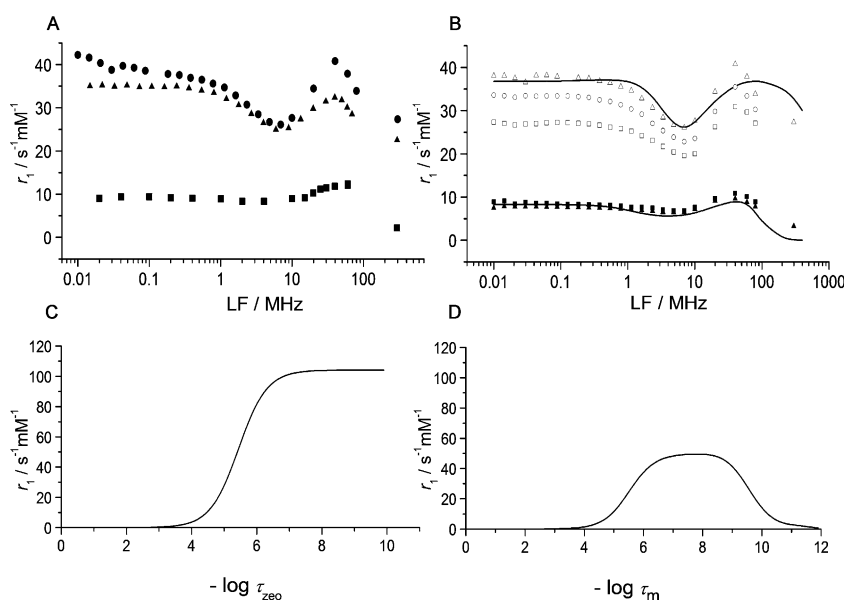 A
r1 / s-1mM-1
40
30
20
10
0
0.01 0.1 1 10 100
LF / MHz
B
r1 / s-1mM-1
40
30
20
10
0
0.01 0.1 1 10 100 1000
LF / MHz
C
r1 / s-1mM-1
120
100
80
60
40
20
0
0 2 4 6 8 10
- log τzeo
D
r1 / s-1mM-1
120
100
80
60
40
20
0
0 2 4 6 8 10 12
- log τm